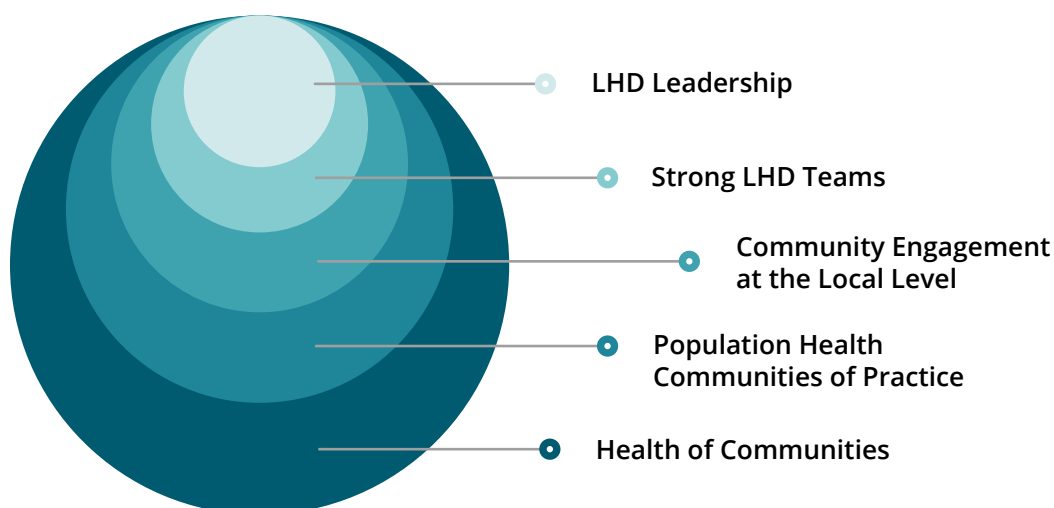 LHD Leadership
Strong LHD Teams
Community Engagement
at the Local Level
Population Health
Communities of Practice
Health of Communities